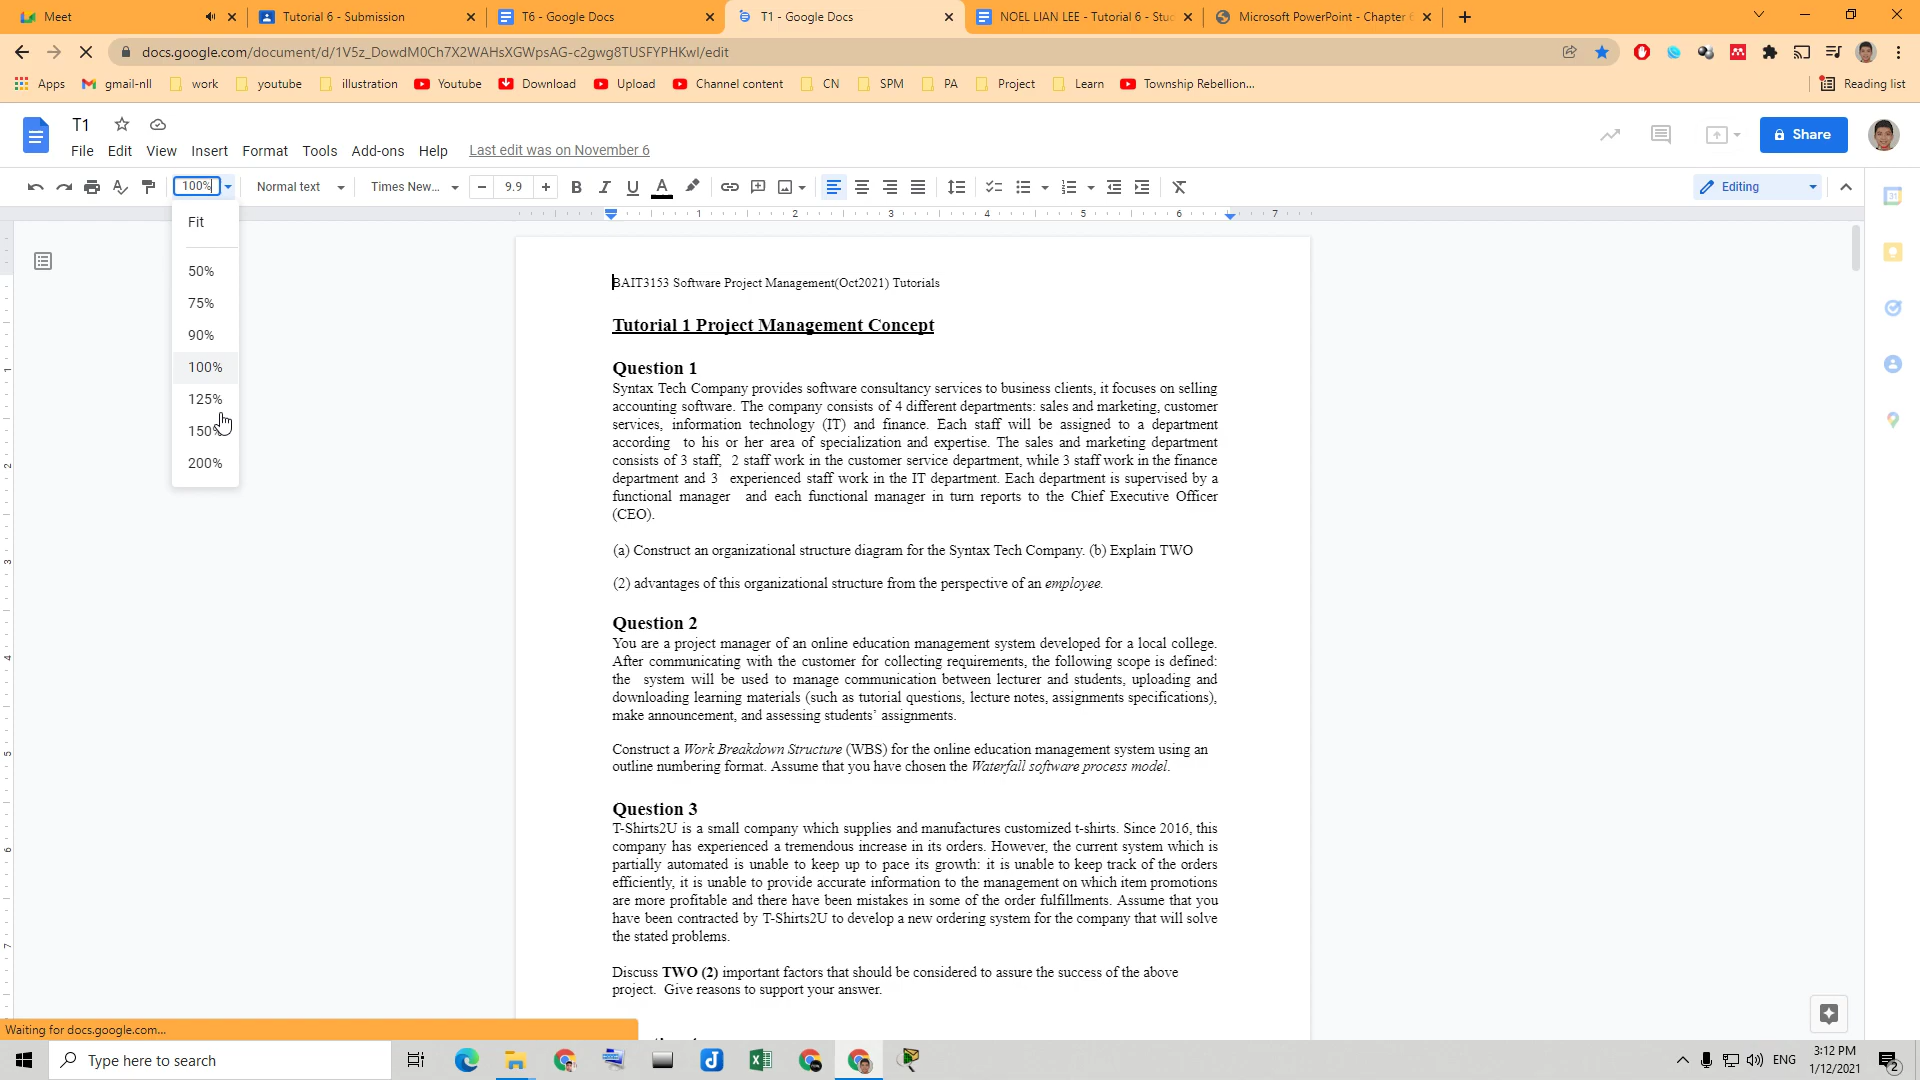 Meet
Tutorial 6 - Submission
T6 - Google Docs
T1 - Google Docs
NOEL LIAN LEE - Tutorial 6 - Stu
Microsoft PowerPoint - Chapter 6
docs.google.com/document/d/1V5z_DowdM0Ch7X2WAHsXGWpsAG-c2gwg8TUSFYPHKwI/edit
Apps
gmail-nll
work
youtube
illustration
Youtube
Download
Upload
Channel content
CN
SPM
PA
Project
Learn
Township Rebellion...
Reading list
T1
File Edit View Insert Format Tools Add-ons Help Last edit was on November 6
Share
100%
Normal text
Times New...
9.9
Editing
1 2 3 4 5 6 7
Fit
50%
75%
90%
100%
125%
150%
200%
1
2
3
4
5
6
7
BAIT3153 Software Project Management(Oct2021) Tutorials
Tutorial 1 Project Management Concept
Question 1
Syntax Tech Company provides software consultancy services to business clients, it focuses on selling
accounting software. The company consists of 4 different departments: sales and marketing, customer
services, information technology (IT) and finance. Each staff will be assigned to a department
according to his or her area of specialization and expertise. The sales and marketing department
consists of 3 staff, 2 staff work in the customer service department, while 3 staff work in the finance
department and 3 experienced staff work in the IT department. Each department is supervised by a
functional manager and each functional manager in turn reports to the Chief Executive Officer
(CEO).
(a) Construct an organizational structure diagram for the Syntax Tech Company. (b) Explain TWO
(2) advantages of this organizational structure from the perspective of an employee.
Question 2
You are a project manager of an online education management system developed for a local college.
After communicating with the customer for collecting requirements, the following scope is defined:
the system will be used to manage communication between lecturer and students, uploading and
downloading learning materials (such as tutorial questions, lecture notes, assignments specifications),
make announcement, and assessing students’ assignments.
Construct a Work Breakdown Structure (WBS) for the online education management system using an
outline numbering format. Assume that you have chosen the Waterfall software process model.
Question 3
T-Shirts2U is a small company which supplies and manufactures customized t-shirts. Since 2016, this
company has experienced a tremendous increase in its orders. However, the current system which is
partially automated is unable to keep up to pace its growth: it is unable to keep track of the orders
efficiently, it is unable to provide accurate information to the management on which item promotions
are more profitable and there have been mistakes in some of the order fulfillments. Assume that you
have been contracted by T-Shirts2U to develop a new ordering system for the company that will solve
the stated problems.
Discuss TWO (2) important factors that should be considered to assure the success of the above
project. Give reasons to support your answer.
Waiting for docs.google.com...
Type here to search
ENG
3:12 PM
1/12/2021
2